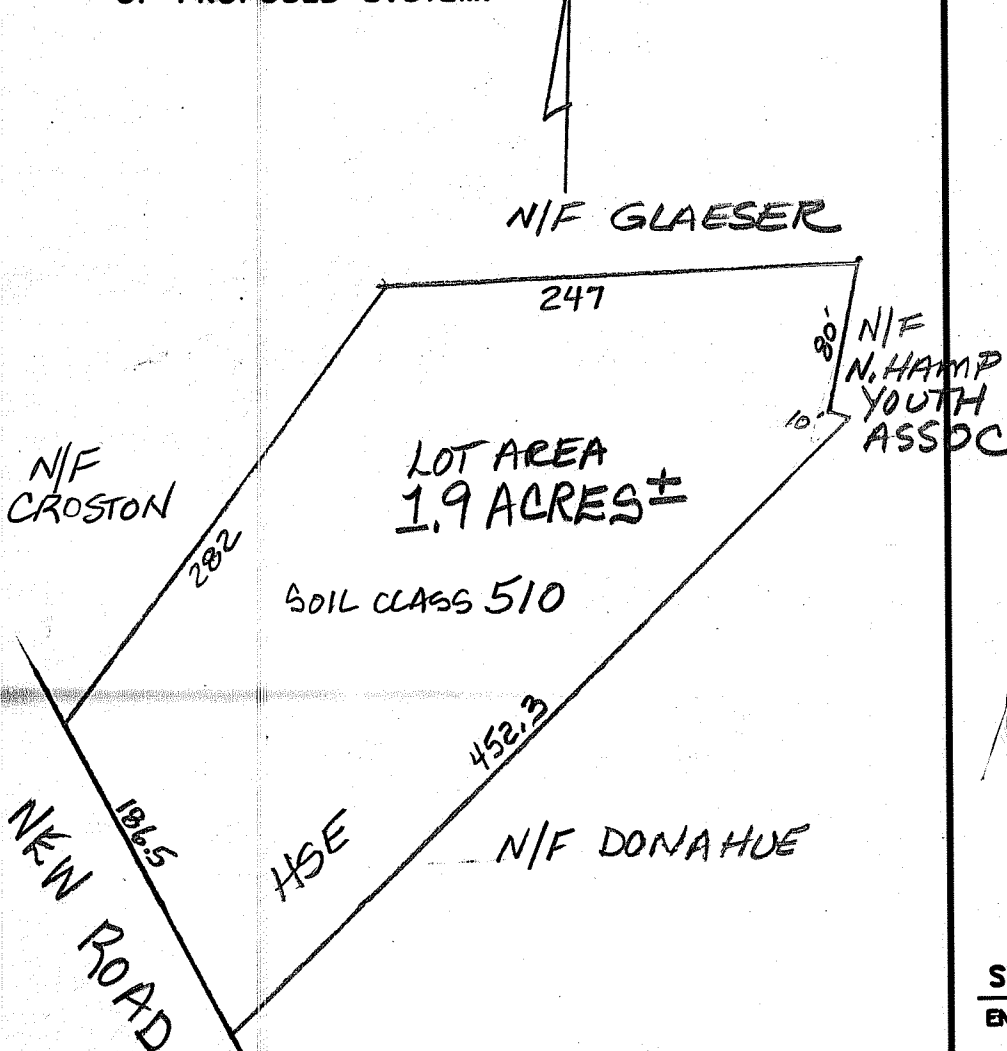 N/F GLAESER
247
80'
N/F
N. HAMP
YOUTH
ASSOC
10'
LOT AREA
1.9 ACRES±
N/F
CROSTON
282
SOIL CLASS 510
452.3
186.5
HSE
N/F DONAHUE
NEW ROAD